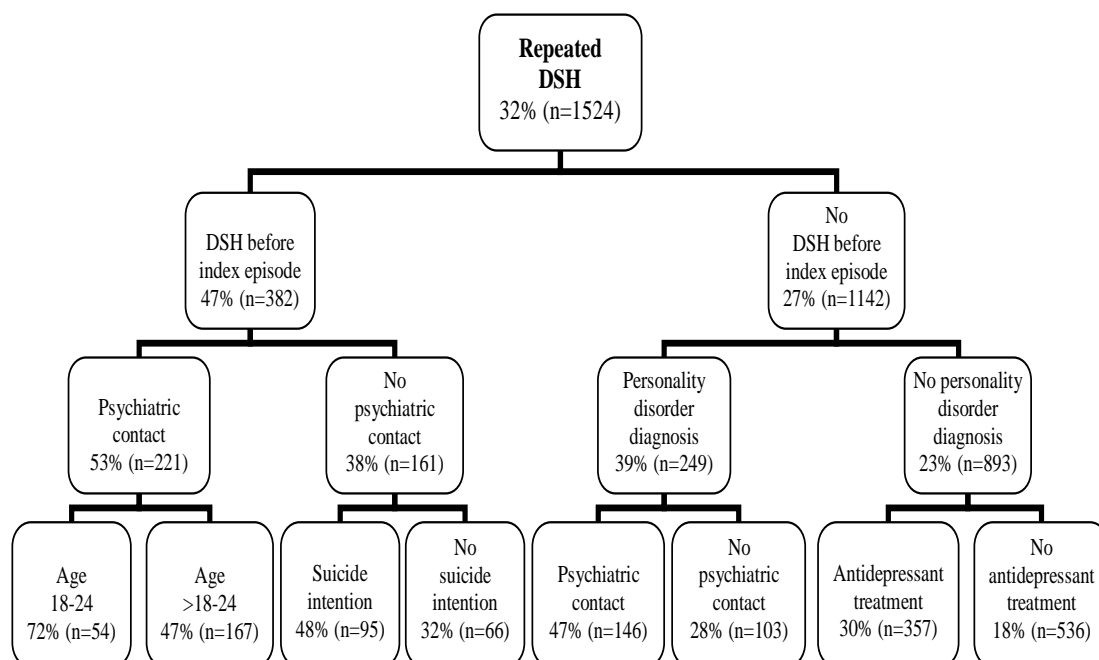 Repeated
DSH
32% (n=1524)
DSH before
index episode
47% (n=382)
No
DSH before
index episode
27% (n=1142)
Psychiatric
contact
53% (n=221)
No
psychiatric
contact
38% (n=161)
Personality
disorder
diagnosis
39% (n=249)
No personality
disorder
diagnosis
23% (n=893)
Age
18-24
72% (n=54)
Age
>18-24
47% (n=167)
Suicide
intention
48% (n=95)
No
suicide
intention
32% (n=66)
Psychiatric
contact
47% (n=146)
No
psychiatric
contact
28% (n=103)
Antidepressant
treatment
30% (n=357)
No
antidepressant
treatment
18% (n=536)